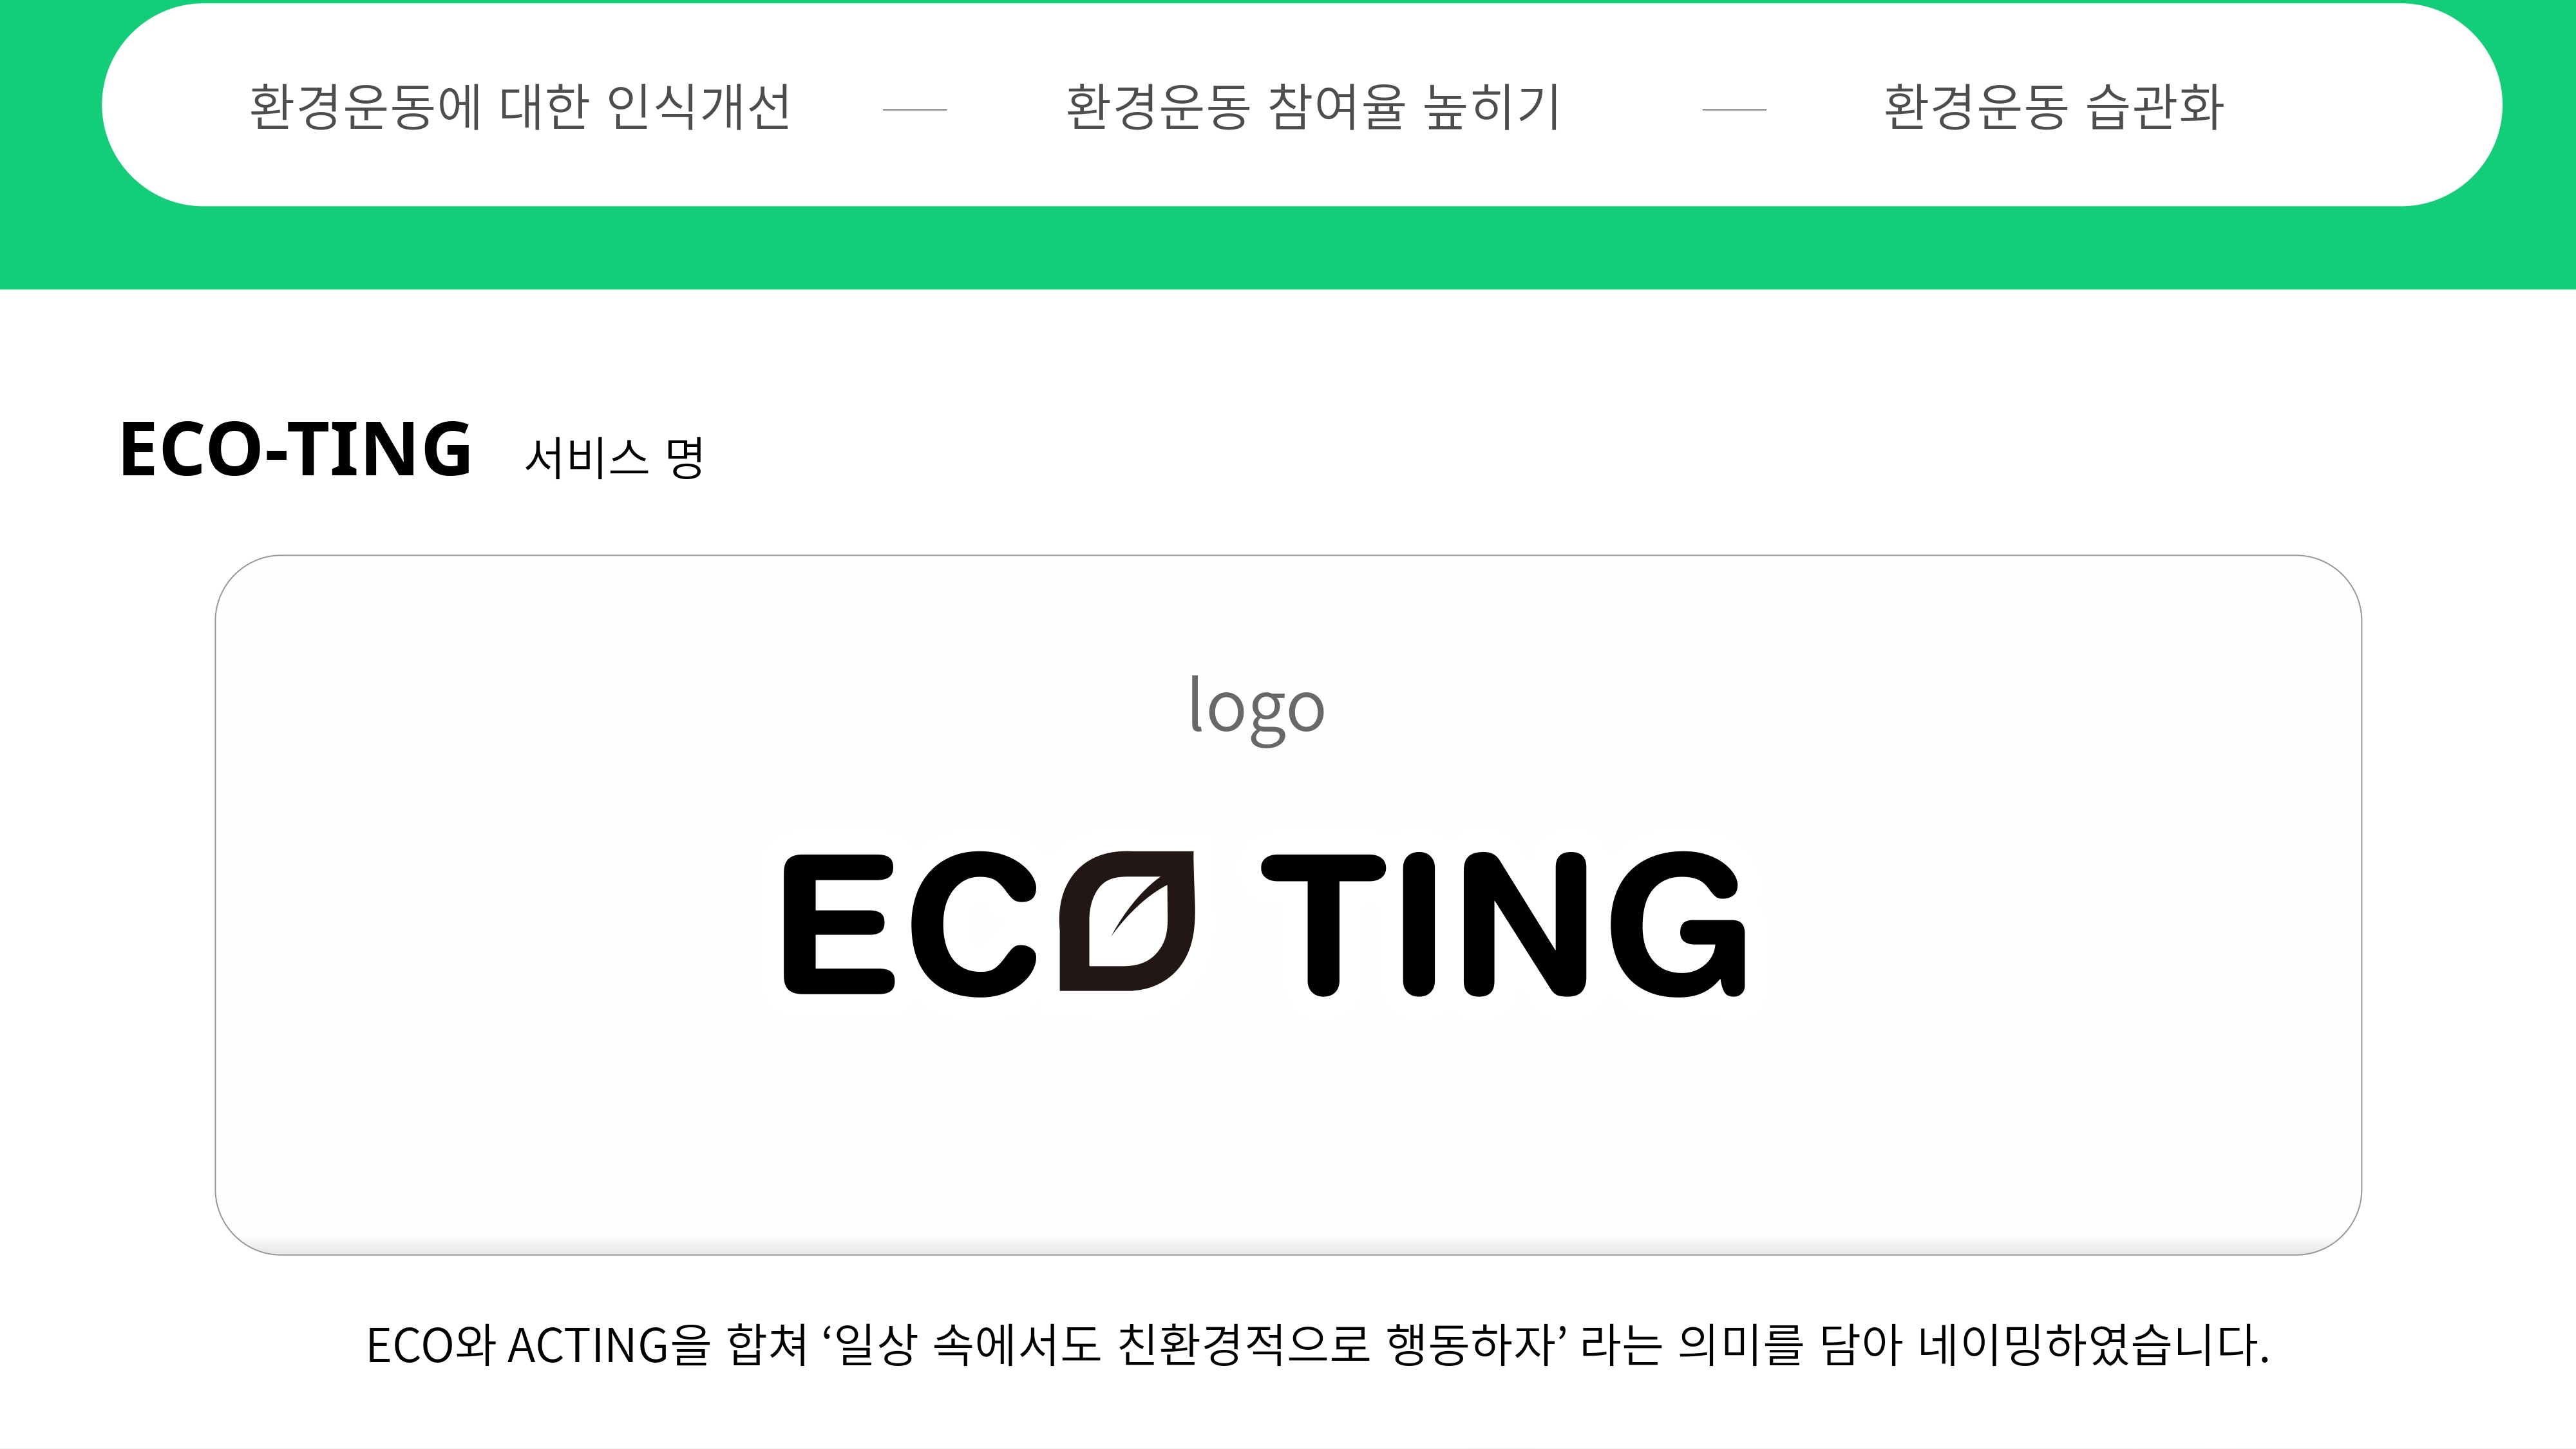 환경운동에 대한 인식개선 — 환경운동 참여율 높히기 — 환경운동 습관화
ECO-TING 서비스 명
logo
ECO TING
ECO와 ACTING을 합쳐 ‘일상 속에서도 친환경적으로 행동하자’ 라는 의미를 담아 네이밍하였습니다.